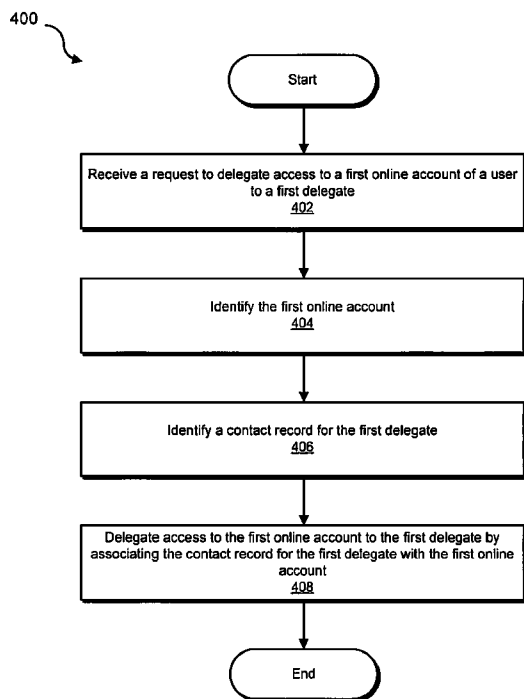 400
Start
Receive a request to delegate access to a first online account of a user
to a first delegate
402
Identify the first online account
404
Identify a contact record for the first delegate
406
Delegate access to the first online account to the first delegate by
associating the contact record for the first delegate with the first online
account
408
End